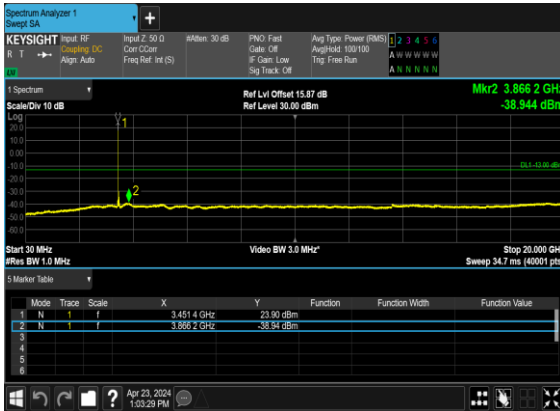 Spectrum Analyzer 1
Swept SA
KEYSIGHT
R T
LXI
Input: RF
Coupling: DC
Align: Auto
Input Z: 50 Ω
Corr CCorr
Freq Ref: Int (S)
#Atten: 30 dB
PNO: Fast
Gate: Off
IF Gain: Low
Sig Track: Off
Avg Type: Power (RMS)
Avg|Hold: 100/100
Trig: Free Run
1 2 3 4 5 6
A W W W W W
A N N N N N
1 Spectrum
Scale/Div 10 dB
Ref Lvl Offset 15.87 dB
Ref Level 30.00 dBm
Mkr2 3.866 2 GHz
-38.944 dBm
Log
20.0
10.0
0.00
-10.0
-20.0
-30.0
-40.0
-50.0
-60.0
1
2
DL1 -13.00 dBm
Start 30 MHz
#Res BW 1.0 MHz
Video BW 3.0 MHz*
Stop 20.000 GHz
Sweep 34.7 ms (40001 pts)
5 Marker Table
Mode Trace Scale X Y Function Function Width Function Value
1 N 1 f 3.451 4 GHz 23.90 dBm
2 N 1 f 3.866 2 GHz -38.94 dBm
3
4
5
6
Apr 23, 2024
1:03:29 PM